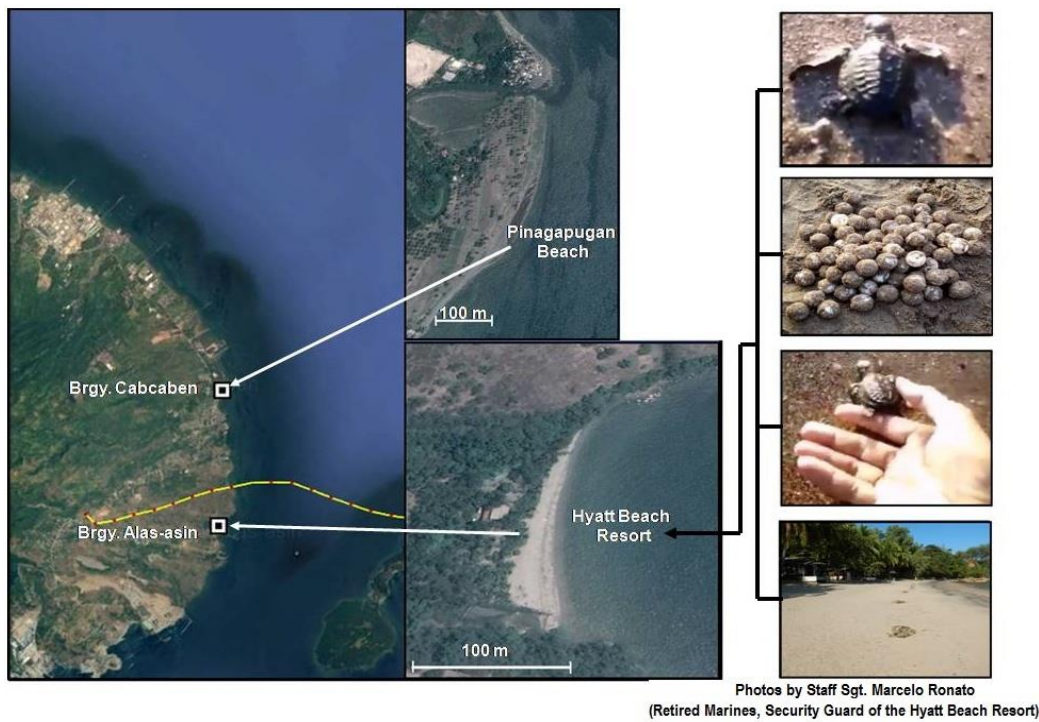 Pinagapugan
Beach
100 m
Brgy. Cabcaben
Brgy. Alas-asin
Hyatt Beach
Resort
100 m
Photos by Staff Sgt. Marcelo Ronato
(Retired Marines, Security Guard of the Hyatt Beach Resort)